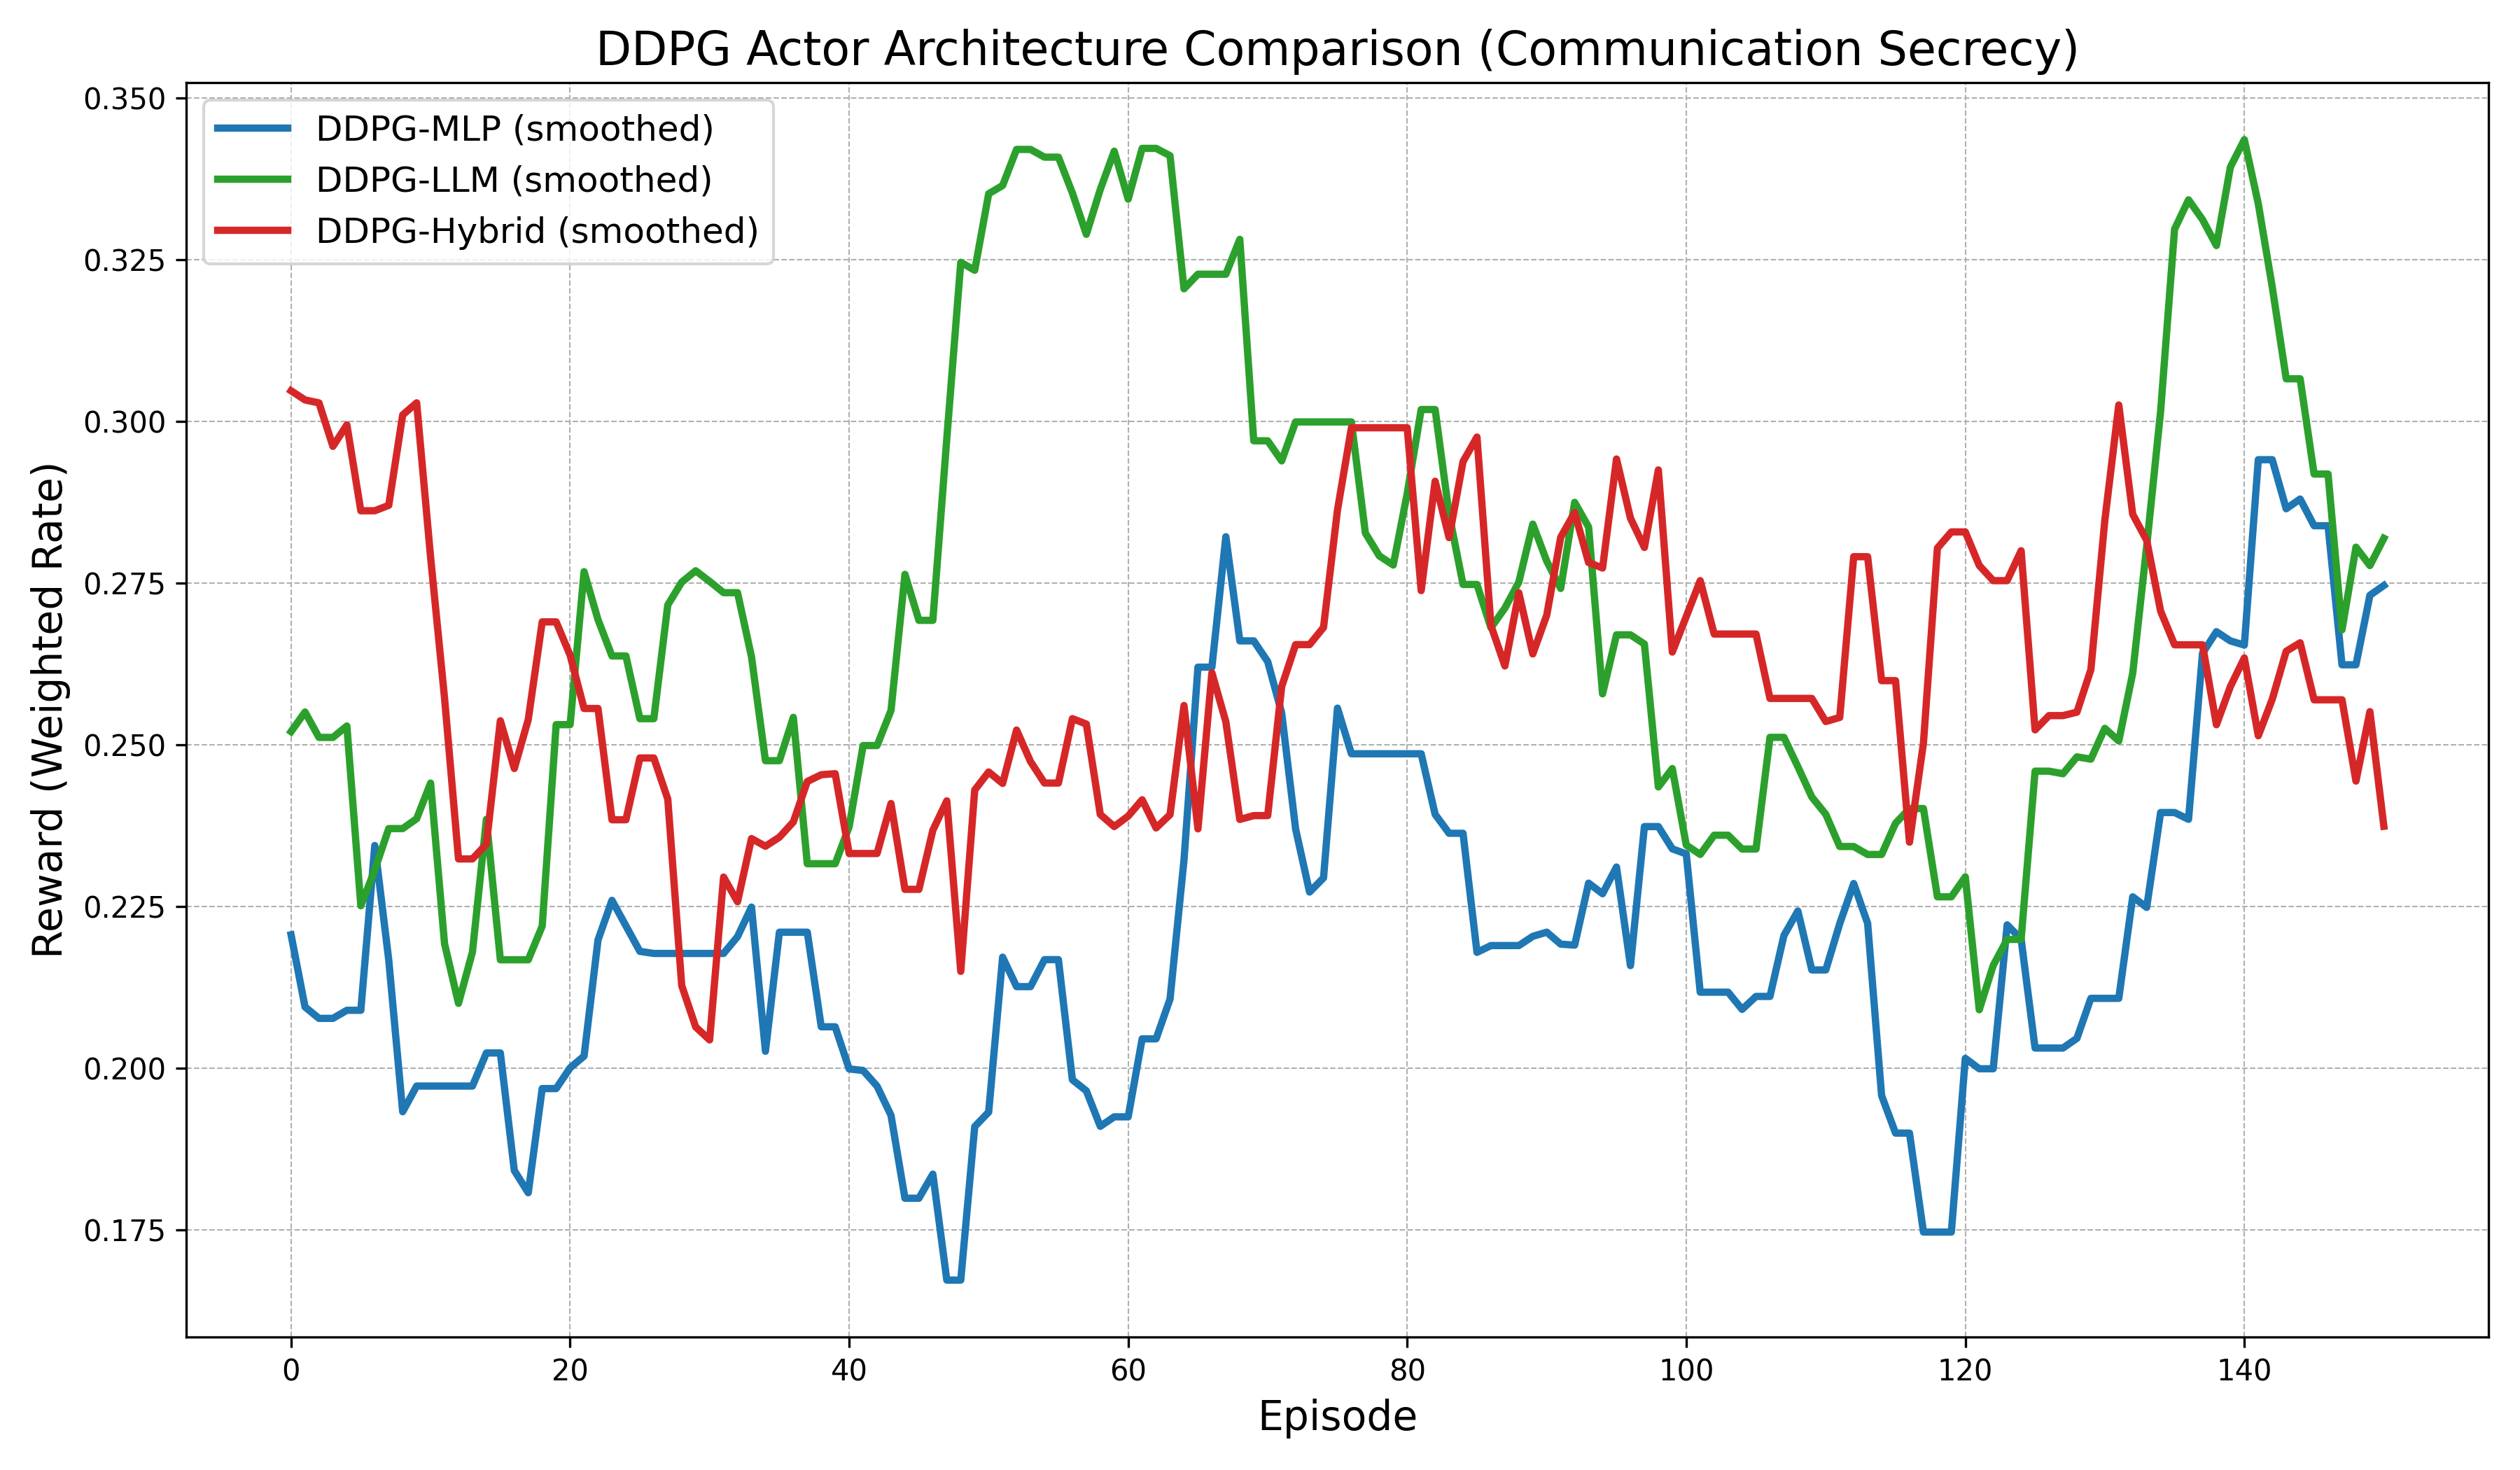 DDPG Actor Architecture Comparison (Communication Secrecy)
DDPG-MLP (smoothed)
DDPG-LLM (smoothed)
DDPG-Hybrid (smoothed)
Reward (Weighted Rate)
0.350
0.325
0.300
0.275
0.250
0.225
0.200
0.175
0 20 40 60 80 100 120 140
Episode